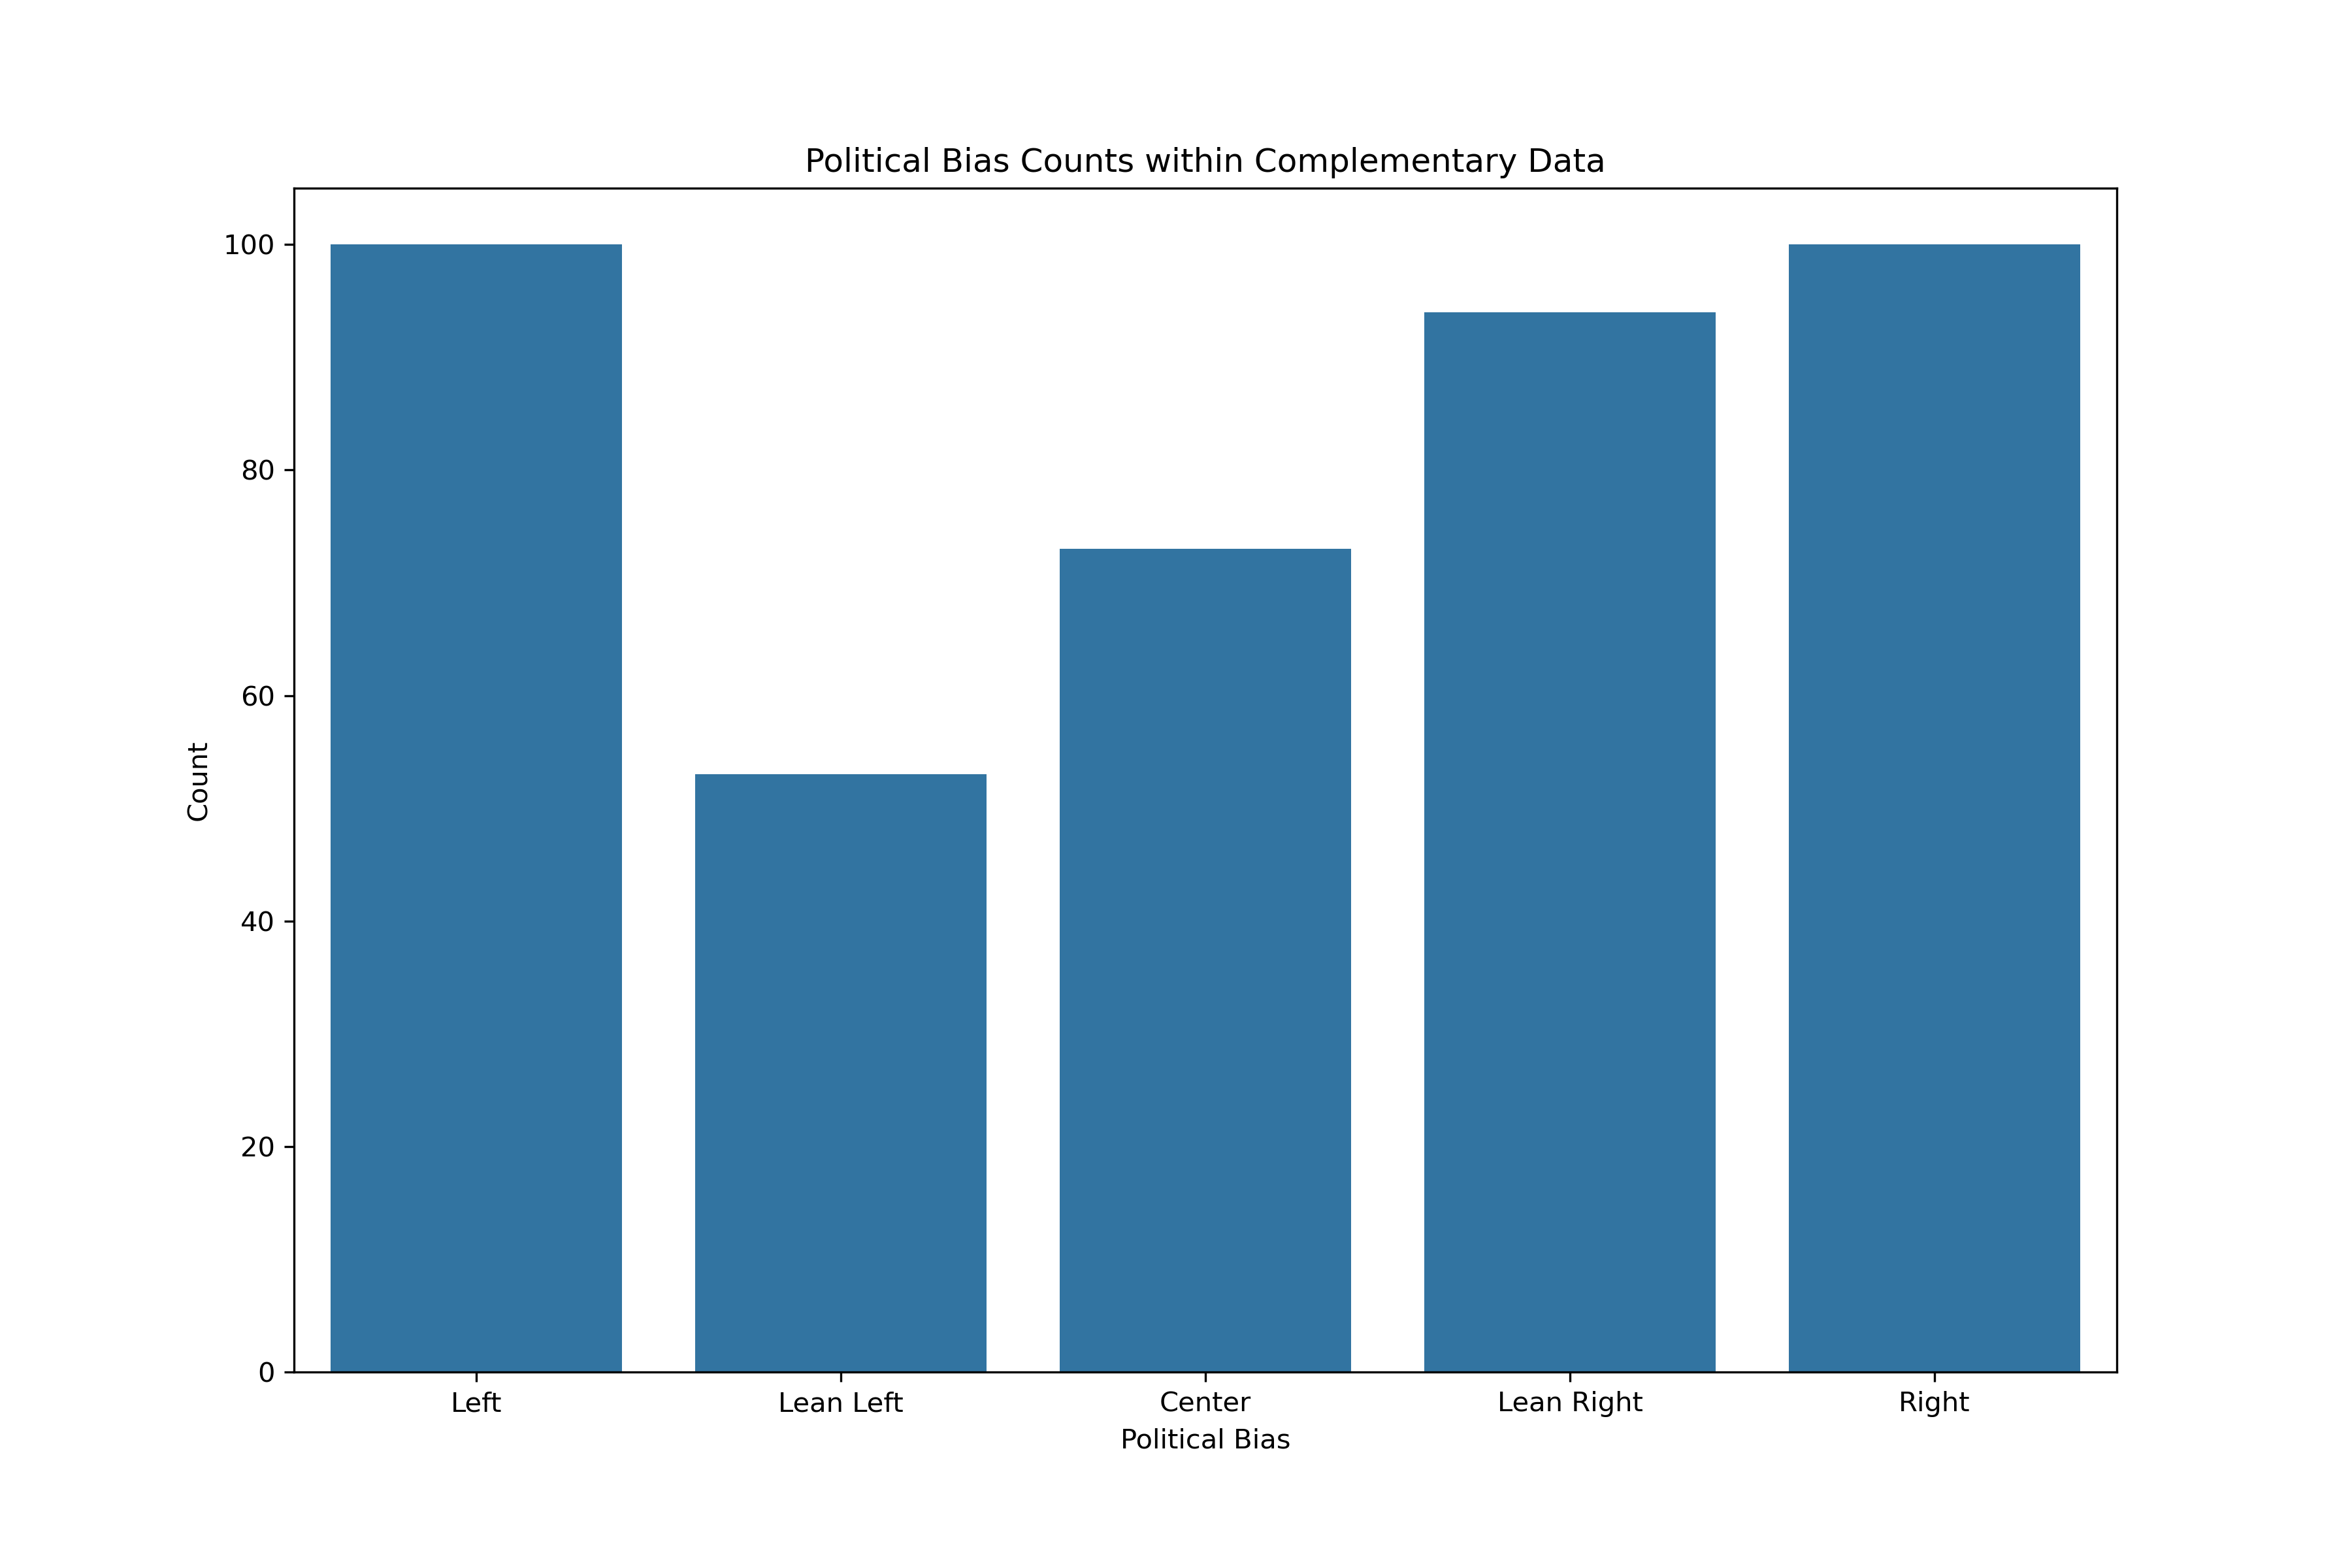 Political Bias Counts within Complementary Data
100
80
60
40
20
0
Count
Left
Lean Left
Center
Lean Right
Right
Political Bias